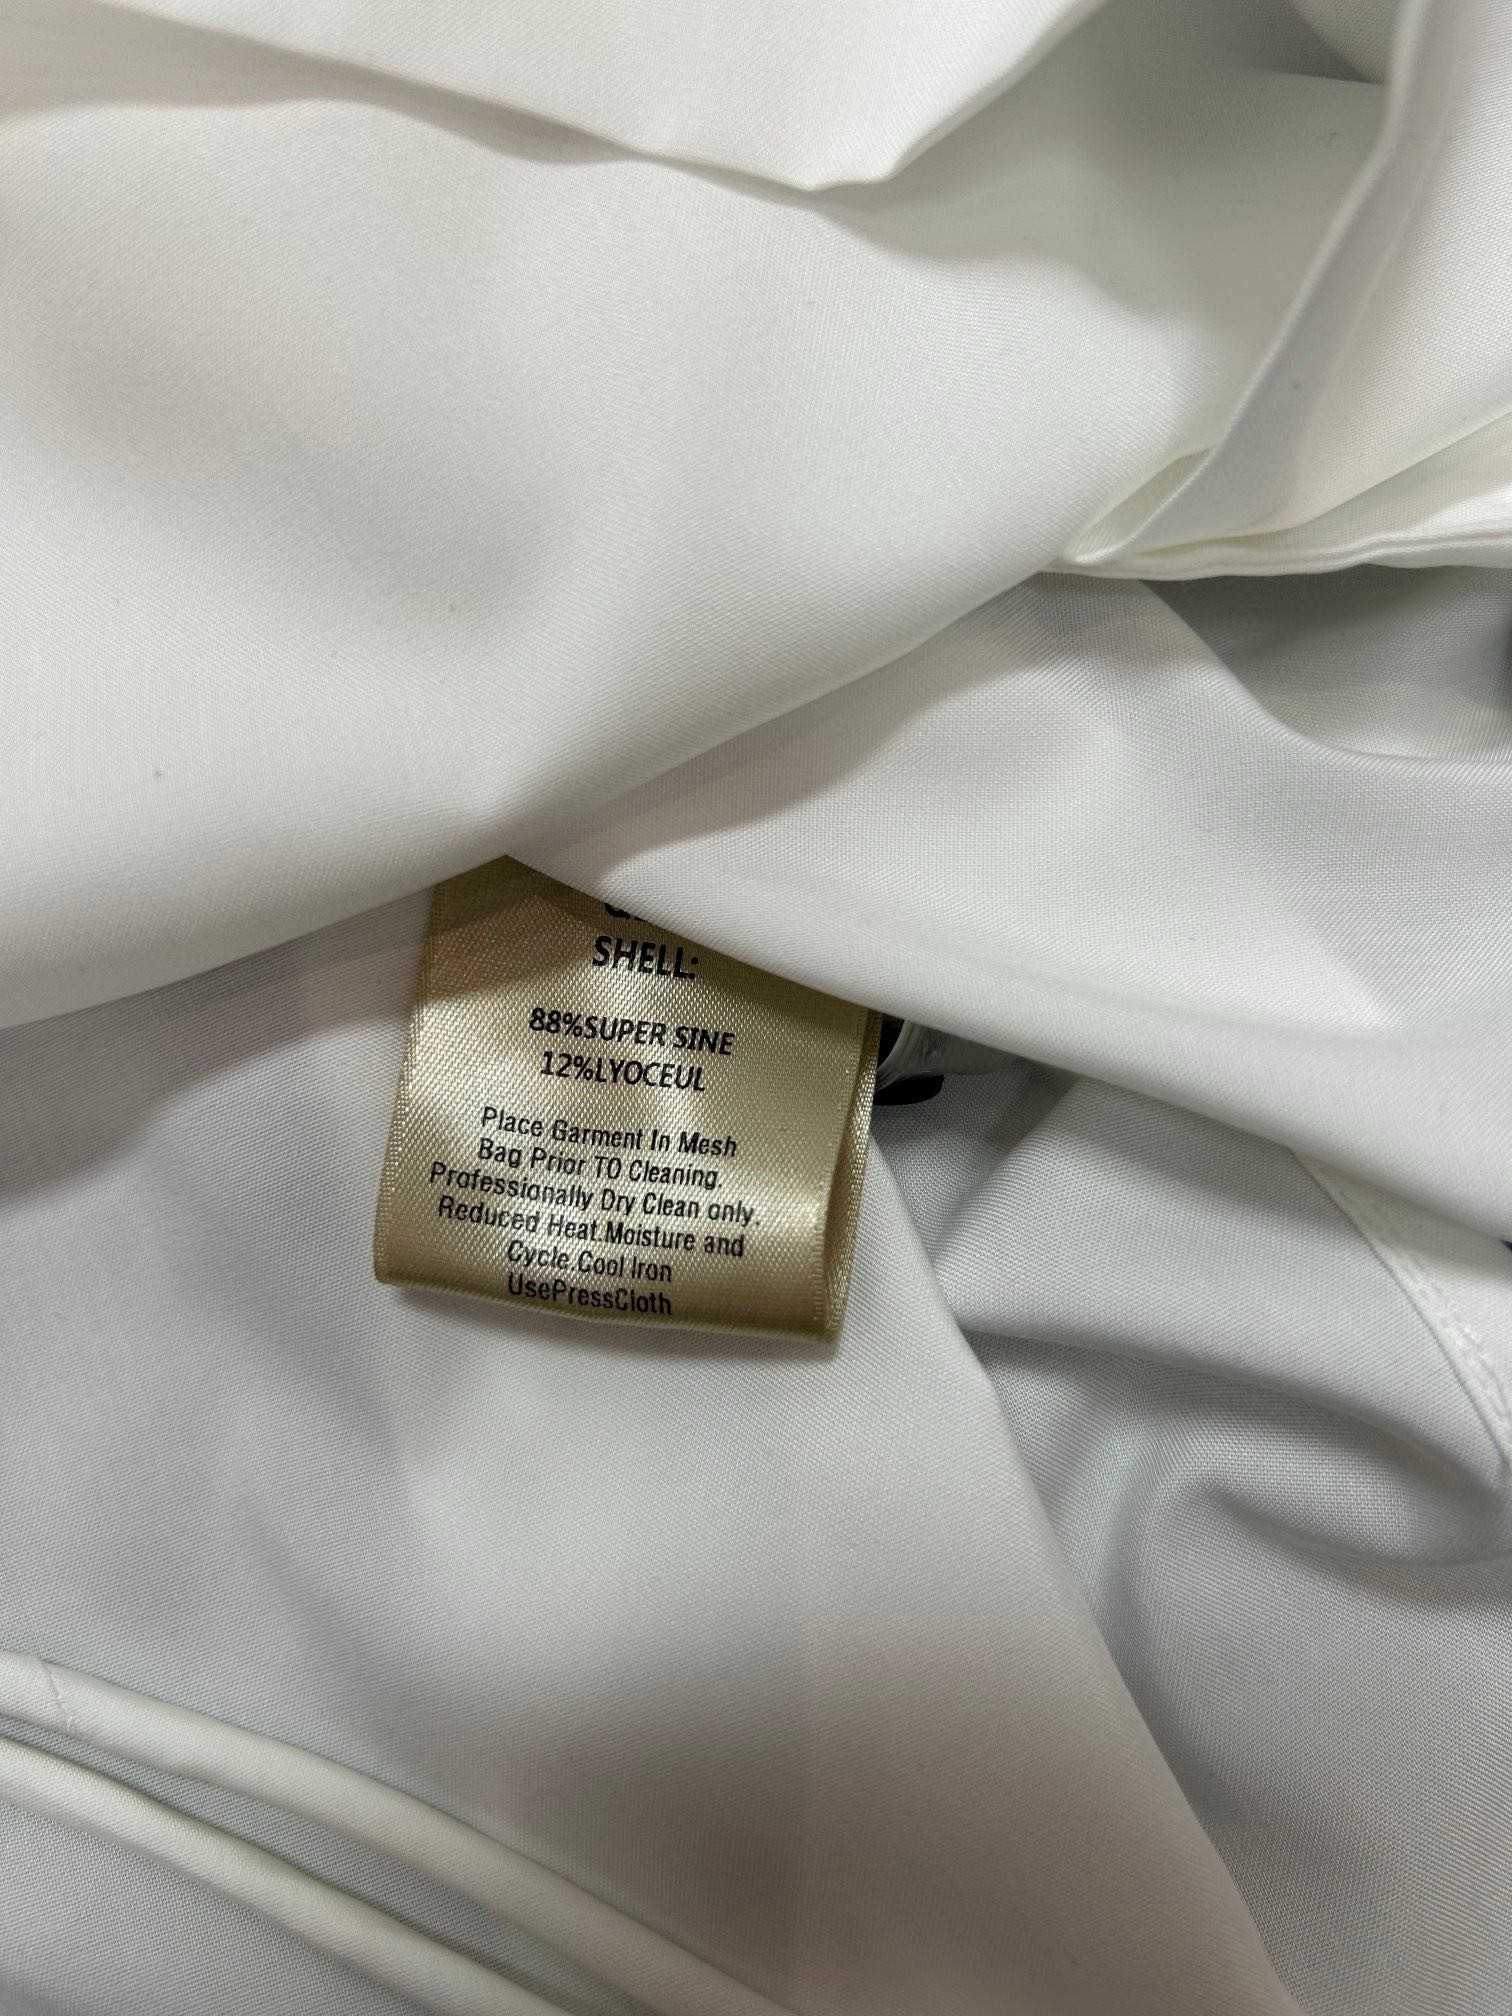 SHELL:
88%SUPER SINE
12%LYOCEUL
Place Garment In Mesh
Bag Prior TO Cleaning.
Professionally Dry Clean only.
Reduced Heat.Moisture and
Cycle.Cool Iron
UsePressCloth